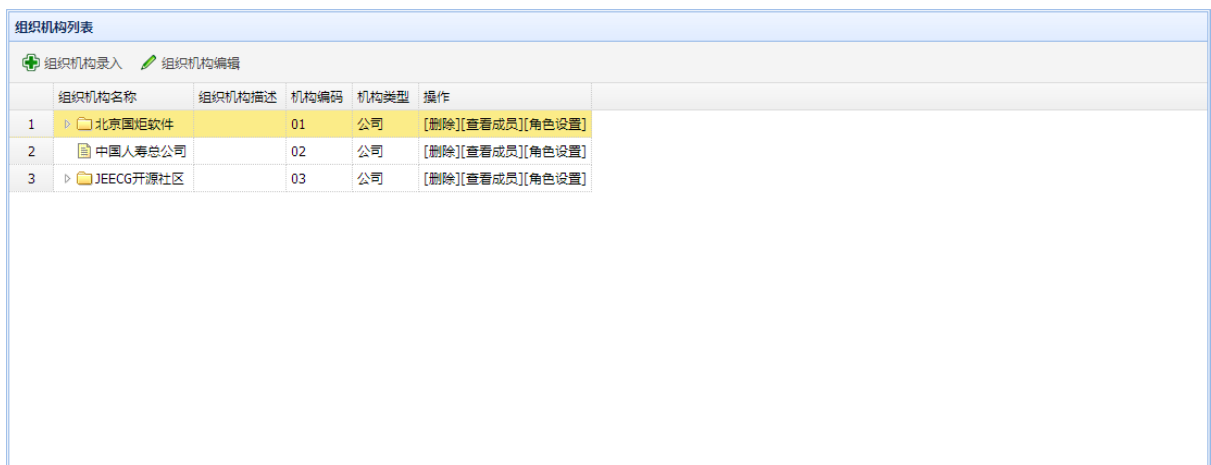 组织机构列表
组织机构录入 组织机构编辑
组织机构名称 组织机构描述 机构编码 机构类型 操作
1 北京国炬软件 01 公司 [删除][查看成员][角色设置]
2 中国人寿总公司 02 公司 [删除][查看成员][角色设置]
3 JEECG开源社区 03 公司 [删除][查看成员][角色设置]